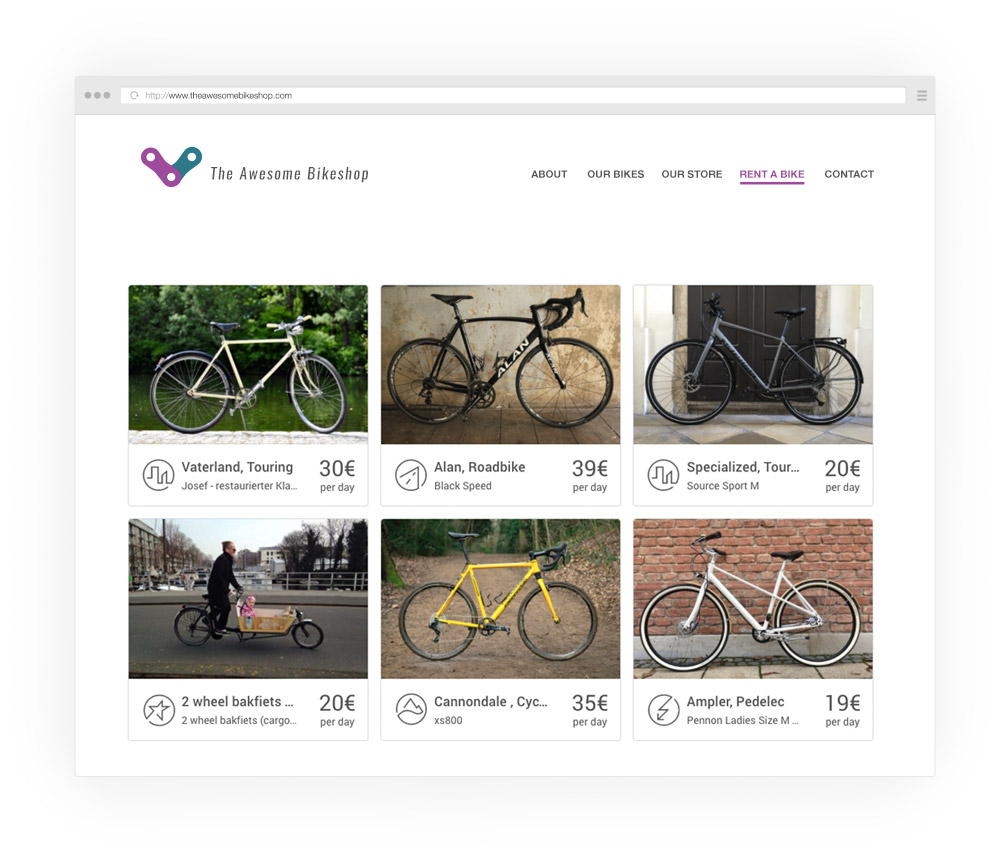 http://www.theawesomebikeshop.com
The Awesome Bikeshop
ABOUT OUR BIKES OUR STORE RENT A BIKE CONTACT
ALAN
Vaterland, Touring 30€
Josef - restaurierter Kla... per day
Alan, Roadbike 39€
Black Speed per day
Specialized, Tour... 20€
Source Sport M per day
2 wheel bakfiets ... 20€
2 wheel bakfiets (cargo... per day
Cannondale , Cyc... 35€
xs800 per day
Ampler, Pedelec 19€
Pennon Ladies Size M ... per day